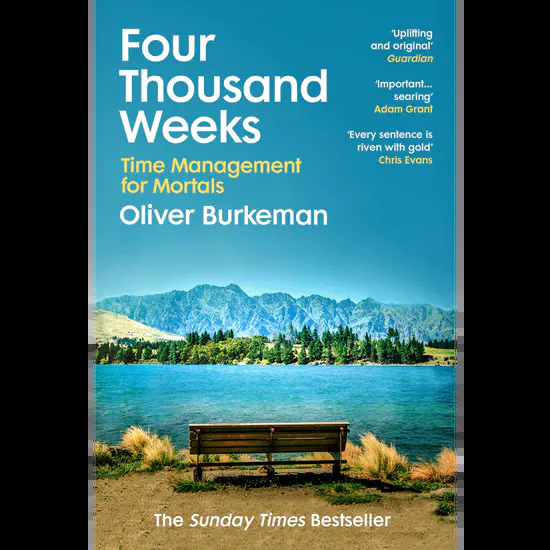 Four
Thousand
Weeks
Time Management
for Mortals
Oliver Burkeman
‘Uplifting
and original’
Guardian
‘Important...
searing’
Adam Grant
‘Every sentence is
riven with gold’
Chris Evans
The Sunday Times Bestseller